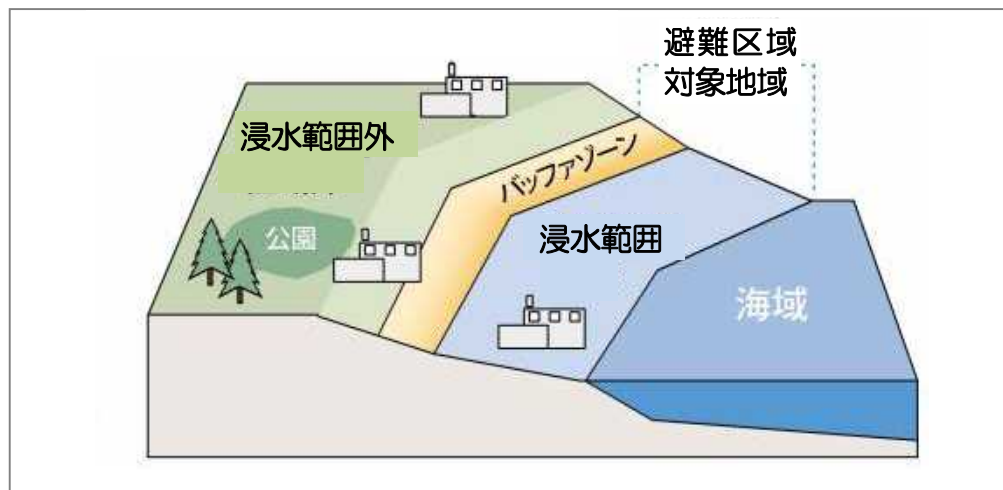 避難区域
対象地域
浸水範囲外
バッファゾーン
公園
浸水範囲
海域